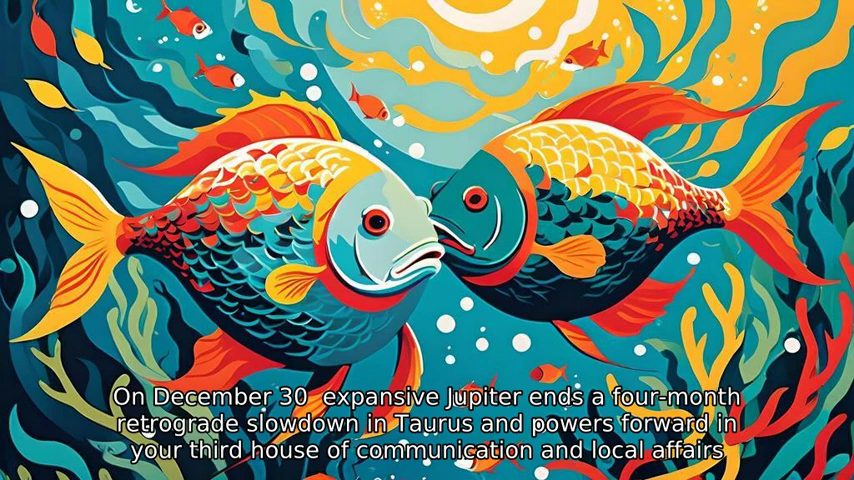 On December 30  expansive Jupiter ends a four-month
retrograde slowdown in Taurus and powers forward in
your third house of communication and local affairs